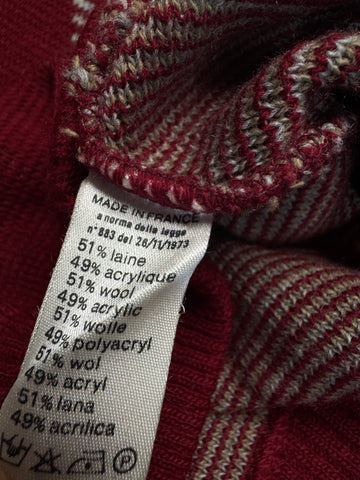 MADE IN FRANCE
a norma della legge
n° 883 del 26/11/1973
51% laine
49% acrylique
51% wool
49% acrylic
51% wolle
49% polyacryl
51% wol
49% acryl
51% lana
49% acrilica
P